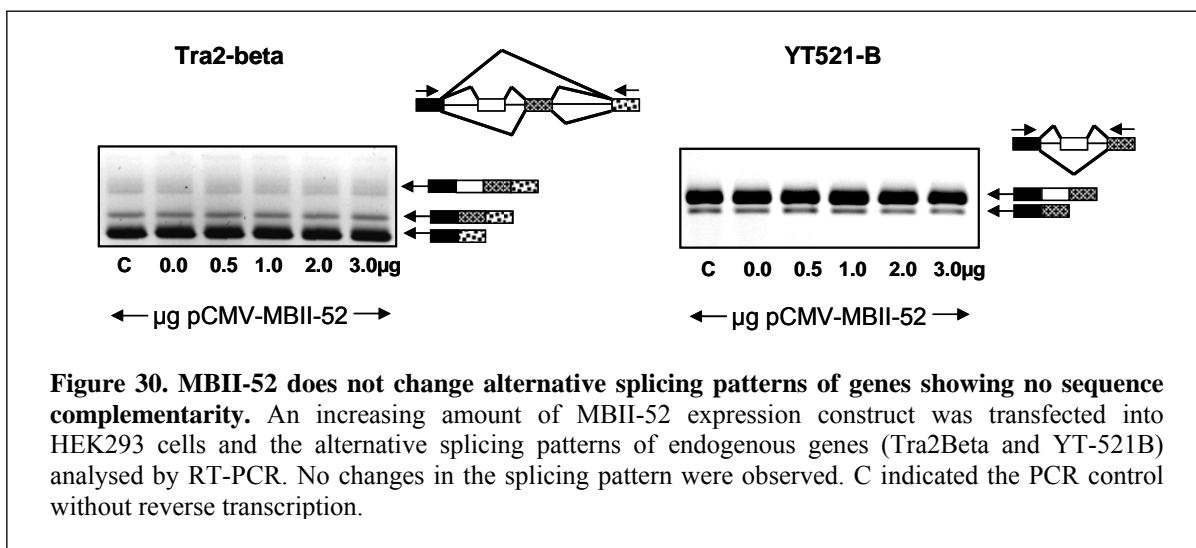 Tra2-beta
YT521-B
C 0.0 0.5 1.0 2.0 3.0µg
C 0.0 0.5 1.0 2.0 3.0µg
µg pCMV-MBII-52
µg pCMV-MBII-52
Figure 30. MBII-52 does not change alternative splicing patterns of genes showing no sequence
complementarity. An increasing amount of MBII-52 expression construct was transfected into
HEK293 cells and the alternative splicing patterns of endogenous genes (Tra2Beta and YT-521B)
analysed by RT-PCR. No changes in the splicing pattern were observed. C indicated the PCR control
without reverse transcription.